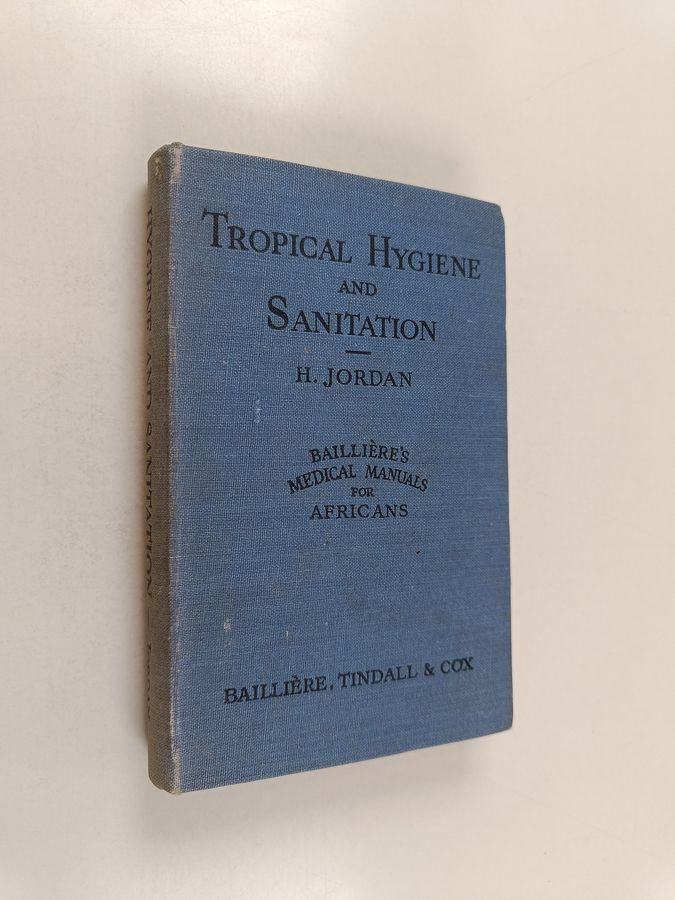 TROPICAL HYGIENE
AND
SANITATION
H. JORDAN
BAILLIÈRE'S
MEDICAL MANUALS
FOR
AFRICANS
BAILLIÈRE, TINDALL & COX
HYGIENE AND SANITATION